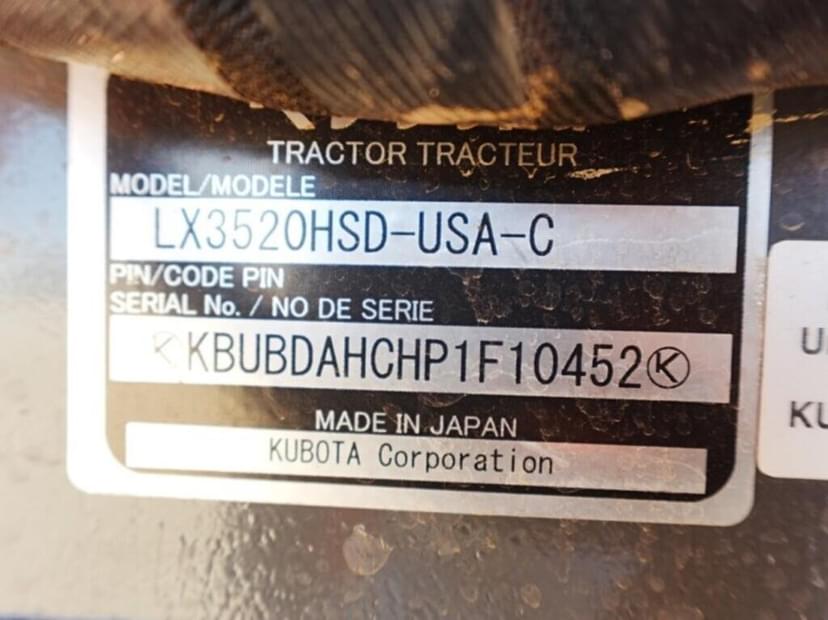 TRACTOR TRACTEUR
MODEL/MODELE
LX3520HSD-USA-C
PIN/CODE PIN
SERIAL No. / NO DE SERIE
KBUBDAHCHP1F10452
MADE IN JAPAN
KUBOTA Corporation